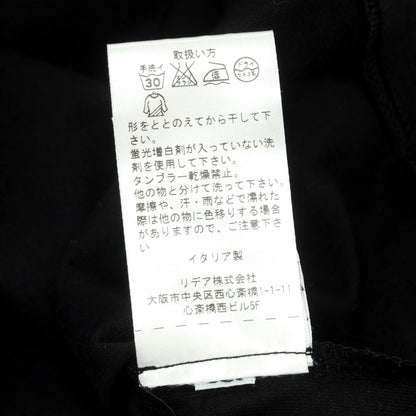 取扱い方
手洗イ
30
低
ドライ
形をととのえてから干して下
さい。
蛍光増白剤が入っていない洗
剤を使用して下さい。
タンブラー乾燥禁止。
他の物と分けて洗って下さい。
摩擦や、汗・雨などで濡れた
際は他の物に色移りする場合
がありますので、ご注意下さ
い
イタリア製
リデア株式会社
大阪市中央区西心斎橋1-1-11
心斎橋西ビル5F